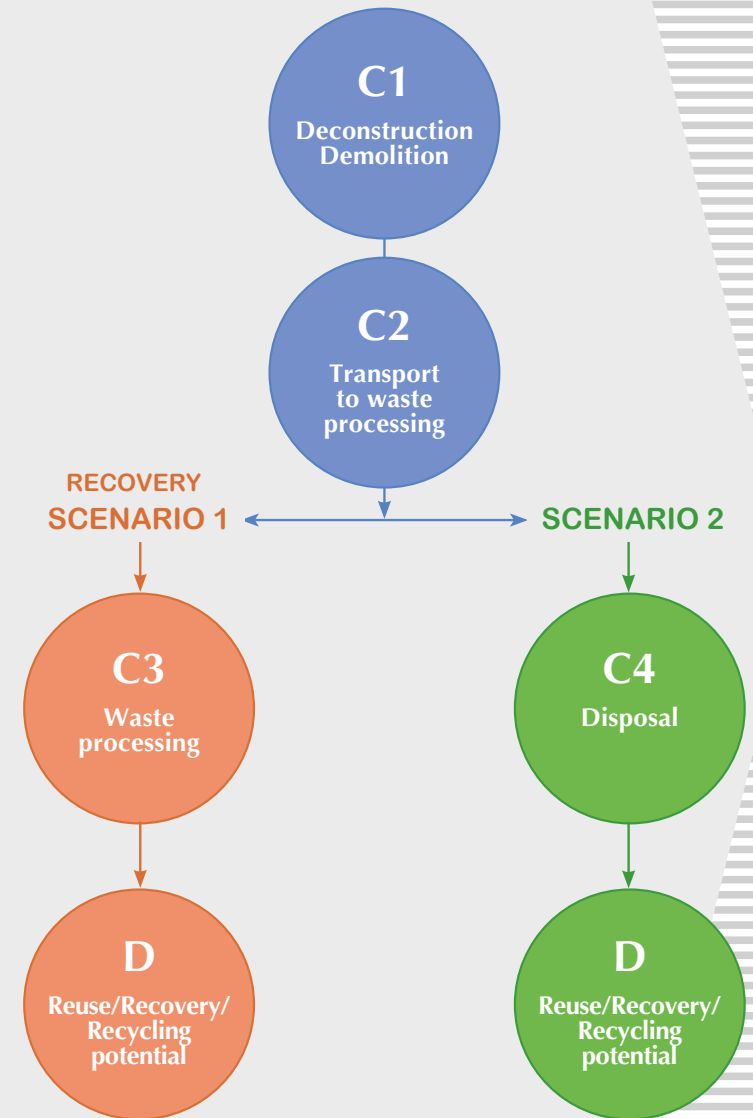 C1
Deconstruction
Demolition
C2
Transport
to waste
processing
RECOVERY
SCENARIO 1
SCENARIO 2
C3
Waste
processing
C4
Disposal
D
Reuse/Recovery/
Recycling
potential
D
Reuse/Recovery/
Recycling
potential